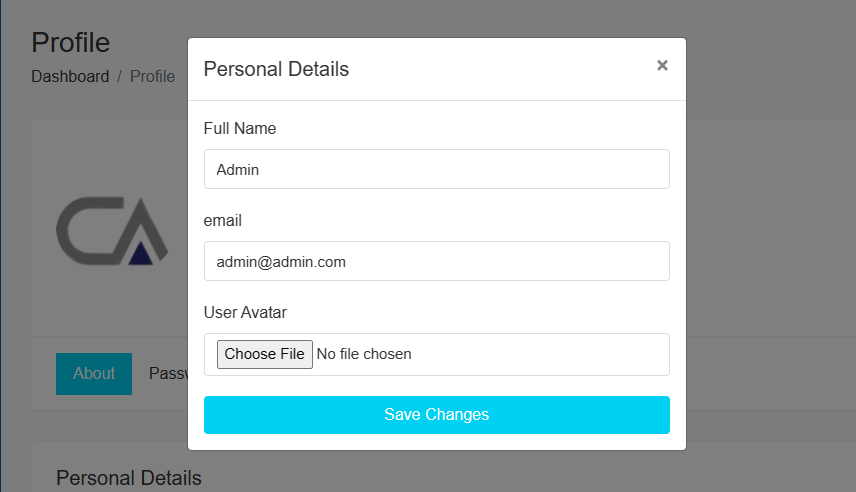 Profile
Dashboard / Profile
CA
Personal Details
×
Full Name
Admin
email
admin@admin.com
User Avatar
Choose File No file chosen
Save Changes
About
Personal Details